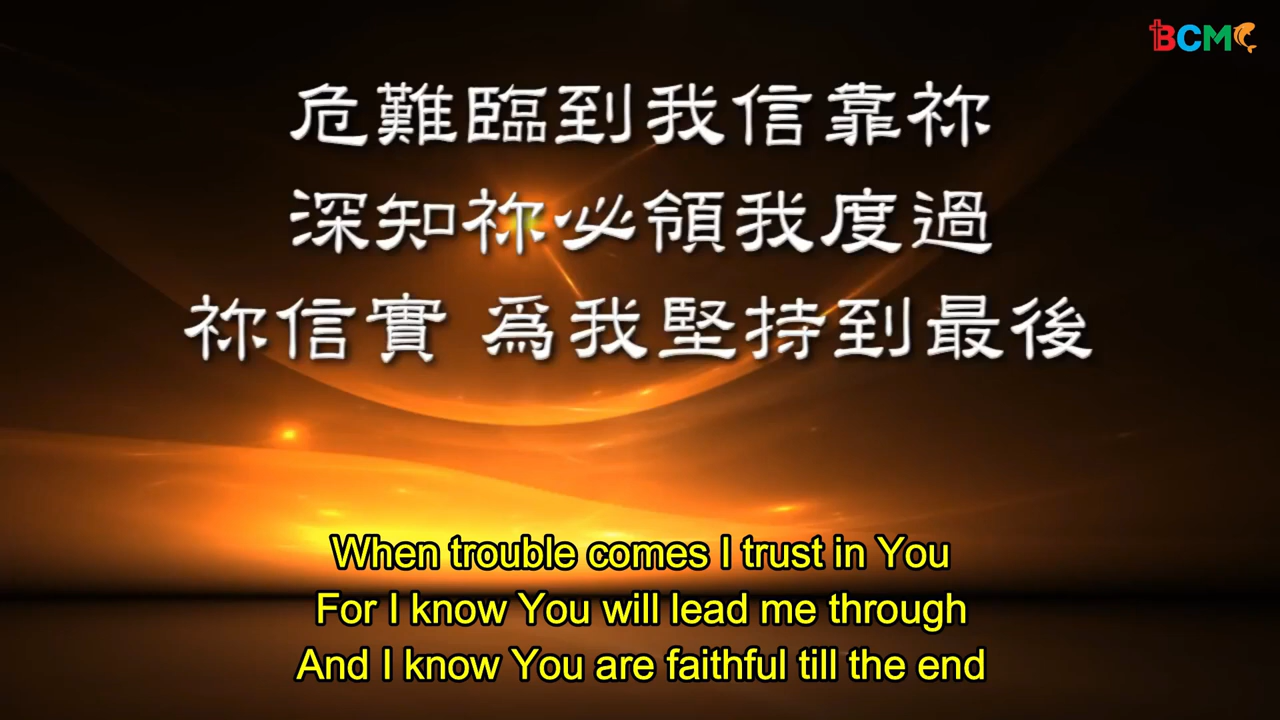 BCM
危難臨到我信靠祢
深知祢必領我度過
祢信實 為我堅持到最後
When trouble comes I trust in You
For I know You will lead me through
And I know You are faithful till the end